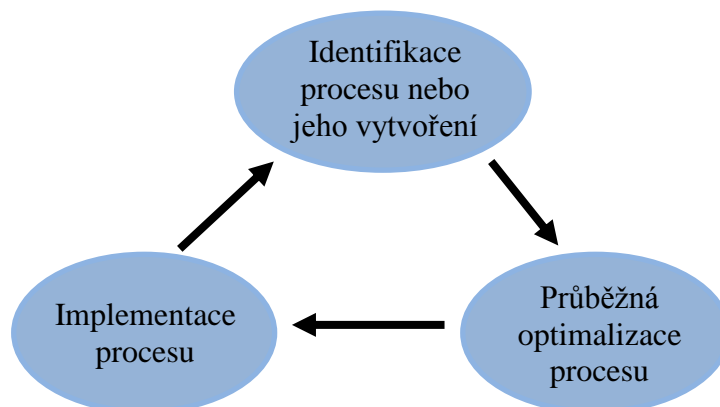 Identifikace
procesu nebo
jeho vytvoření
Implementace
procesu
Průběžná
optimalizace
procesu